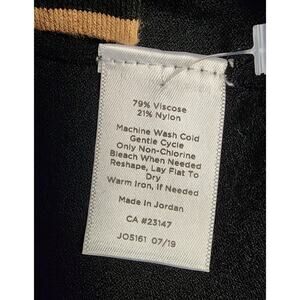 79% Viscose
21% Nylon
Machine Wash Cold
Gentle Cycle
Only Non-Chlorine
Bleach When Needed
Reshape, Lay Flat To
Dry
Warm Iron, If Needed
Made In Jordan
CA #23147
JO5161 07/19